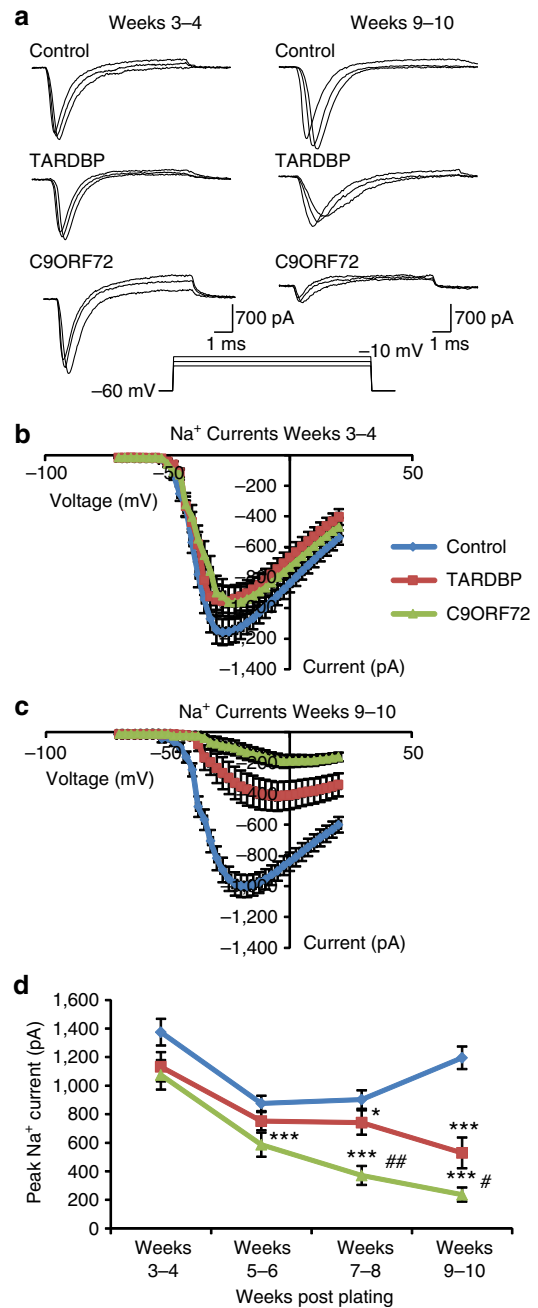 a
Weeks 3–4
Weeks 9–10
Control
Control
TARDBP
TARDBP
C9ORF72
C9ORF72
700 pA
1 ms
700 pA
1 ms
–10 mV
–60 mV
b
Na⁺ Currents Weeks 3–4
–100
–50
50
Voltage (mV)
–200
–400
–600
–800
–1,000
–1,200
–1,400
Current (pA)
Control
TARDBP
C9ORF72
c
Na⁺ Currents Weeks 9–10
–100
–50
50
Voltage (mV)
–200
–400
–600
–800
–1,000
–1,200
–1,400
Current (pA)
d
Peak Na⁺ current (pA)
1,600
1,400
1,200
1,000
800
600
400
200
0
***
*
*** ##
***
*** #
Weeks 3–4
Weeks 5–6
Weeks 7–8
Weeks 9–10
Weeks post plating